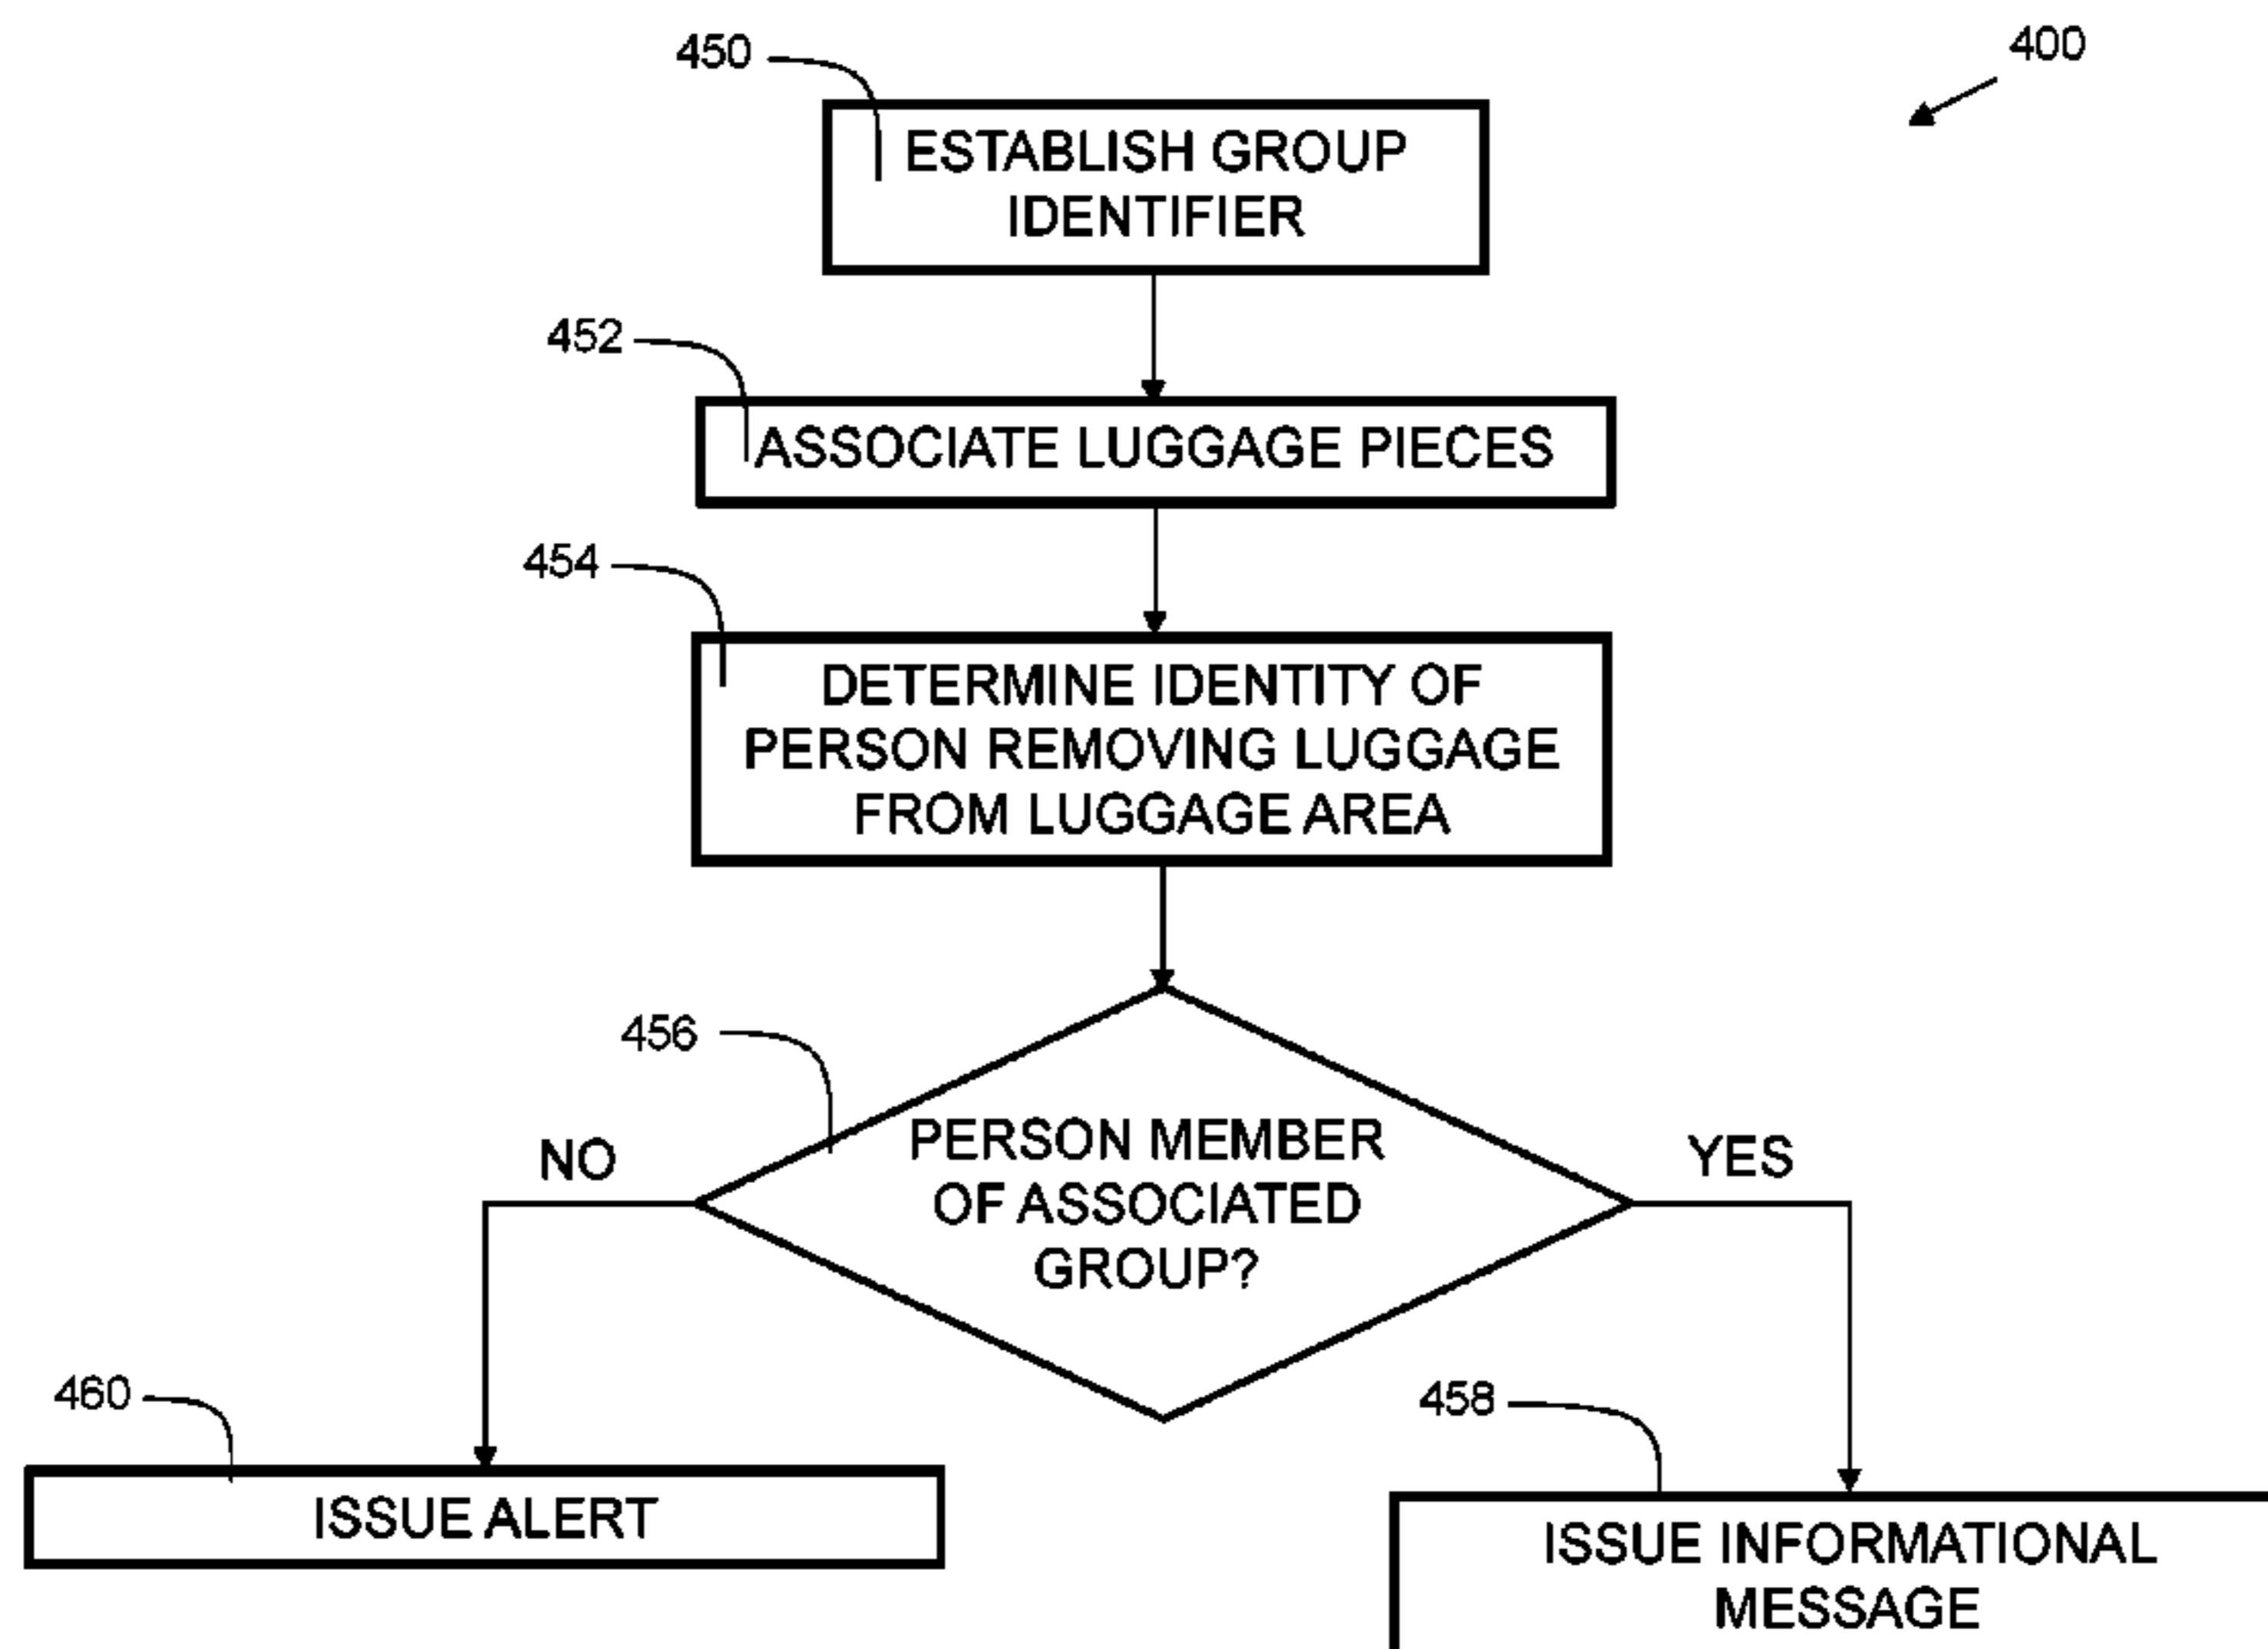 450
400
ESTABLISH GROUP
IDENTIFIER
452
ASSOCIATE LUGGAGE PIECES
454
DETERMINE IDENTITY OF
PERSON REMOVING LUGGAGE
FROM LUGGAGE AREA
456
PERSON MEMBER
OF ASSOCIATED
GROUP?
NO
YES
460
ISSUE ALERT
458
ISSUE INFORMATIONAL
MESSAGE